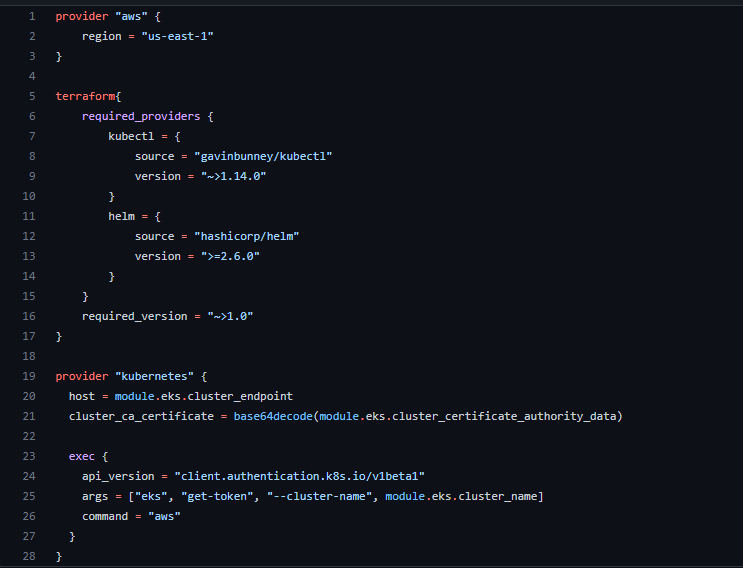 1 provider "aws" {
2     region = "us-east-1"
3 }
4
5 terraform{
6     required_providers {
7         kubectl = {
8             source = "gavinbunney/kubectl"
9             version = "~>1.14.0"
10         }
11         helm = {
12             source = "hashicorp/helm"
13             version = ">=2.6.0"
14         }
15     }
16     required_version = "~>1.0"
17 }
18
19 provider "kubernetes" {
20   host = module.eks.cluster_endpoint
21   cluster_ca_certificate = base64decode(module.eks.cluster_certificate_authority_data)
22
23   exec {
24     api_version = "client.authentication.k8s.io/v1beta1"
25     args = ["eks", "get-token", "--cluster-name", module.eks.cluster_name]
26     command = "aws"
27   }
28 }